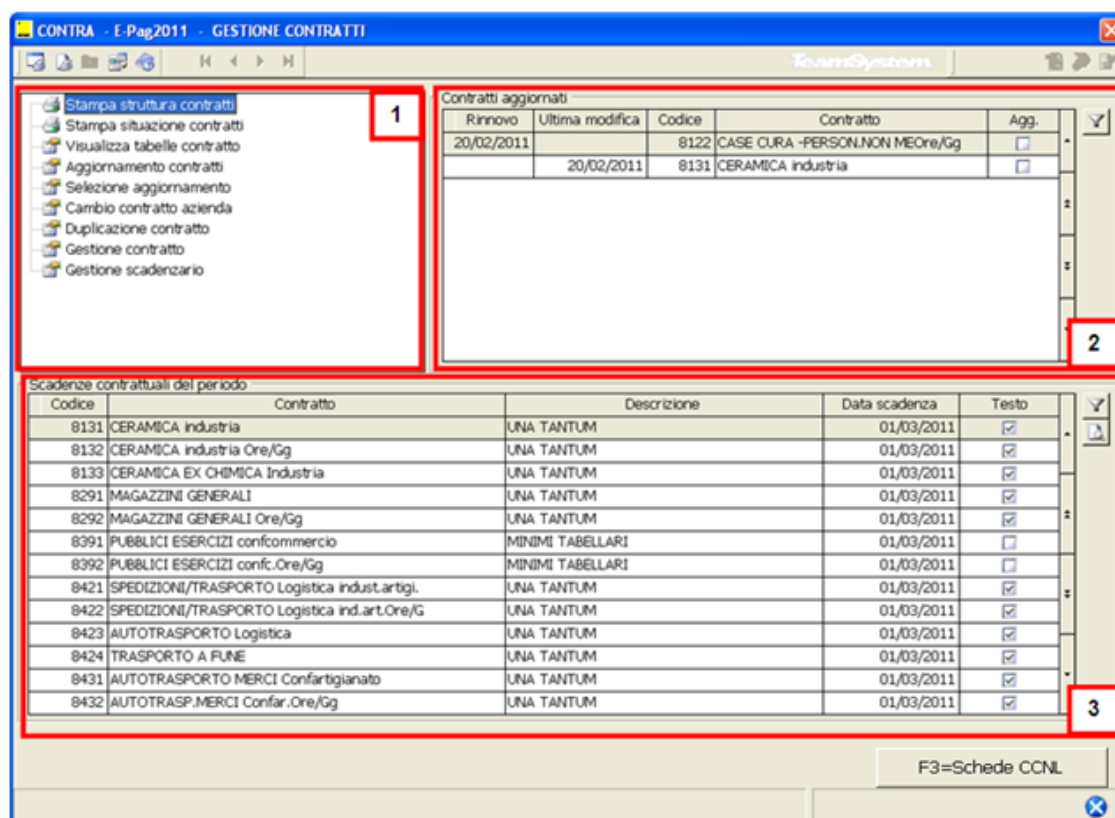 CONTRA - E-Pag2011 - GESTIONE CONTRATTI
TeamSystem
Stampa struttura contratti
Stampa situazione contratti
Visualizza tabelle contratto
Aggiornamento contratti
Selezione aggiornamento
Cambio contratto azienda
Duplicazione contratto
Gestione contratto
Gestione scadenzario
1
Contratti aggiornati
Rinnovo Ultima modifica Codice Contratto Agg.
20/02/2011 8122 CASE CURA -PERSON.NON MEOre/Gg
20/02/2011 8131 CERAMICA industria
2
Scadenze contrattuali del periodo
Codice Contratto Descrizione Data scadenza Testo
8131 CERAMICA industria UNA TANTUM 01/03/2011
8132 CERAMICA industria Ore/Gg UNA TANTUM 01/03/2011
8133 CERAMICA EX CHIMICA Industria UNA TANTUM 01/03/2011
8291 MAGAZZINI GENERALI UNA TANTUM 01/03/2011
8292 MAGAZZINI GENERALI Ore/Gg UNA TANTUM 01/03/2011
8391 PUBBLICI ESERCIZI confcommercio MINIMI TABELLARI 01/03/2011
8392 PUBBLICI ESERCIZI confc.Ore/Gg MINIMI TABELLARI 01/03/2011
8421 SPEDIZIONI/TRASPORTO Logistica indust.artigi. UNA TANTUM 01/03/2011
8422 SPEDIZIONI/TRASPORTO Logistica ind.art.Ore/G UNA TANTUM 01/03/2011
8423 AUTOTRASPORTO Logistica UNA TANTUM 01/03/2011
8424 TRASPORTO A FUNE UNA TANTUM 01/03/2011
8431 AUTOTRASPORTO MERCI Confartigianato UNA TANTUM 01/03/2011
8432 AUTOTRASP.MERCI Confar.Ore/Gg UNA TANTUM 01/03/2011
3
F3=Schede CCNL